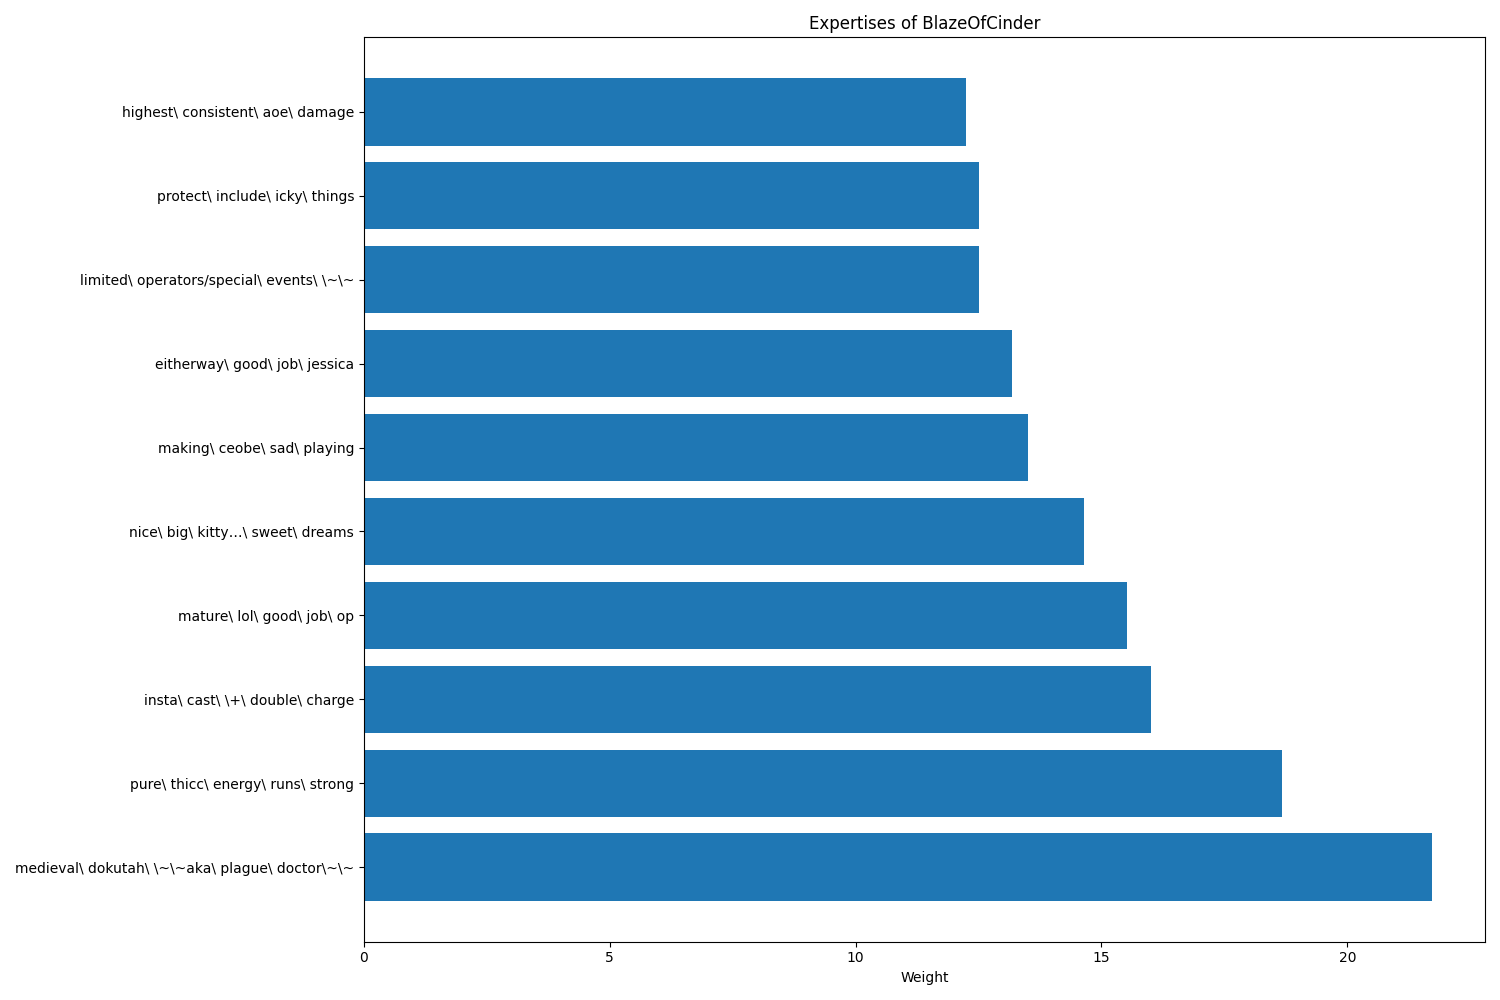 Expertises of BlazeOfCinder
highest\ consistent\ aoe\ damage
protect\ include\ icky\ things
limited\ operators/special\ events\ \~\~
eitherway\ good\ job\ jessica
making\ ceobe\ sad\ playing
nice\ big\ kitty…\ sweet\ dreams
mature\ lol\ good\ job\ op
insta\ cast\ \+\ double\ charge
pure\ thicc\ energy\ runs\ strong
medieval\ dokutah\ \~\~aka\ plague\ doctor\~\~
0 5 10 15 20
Weight